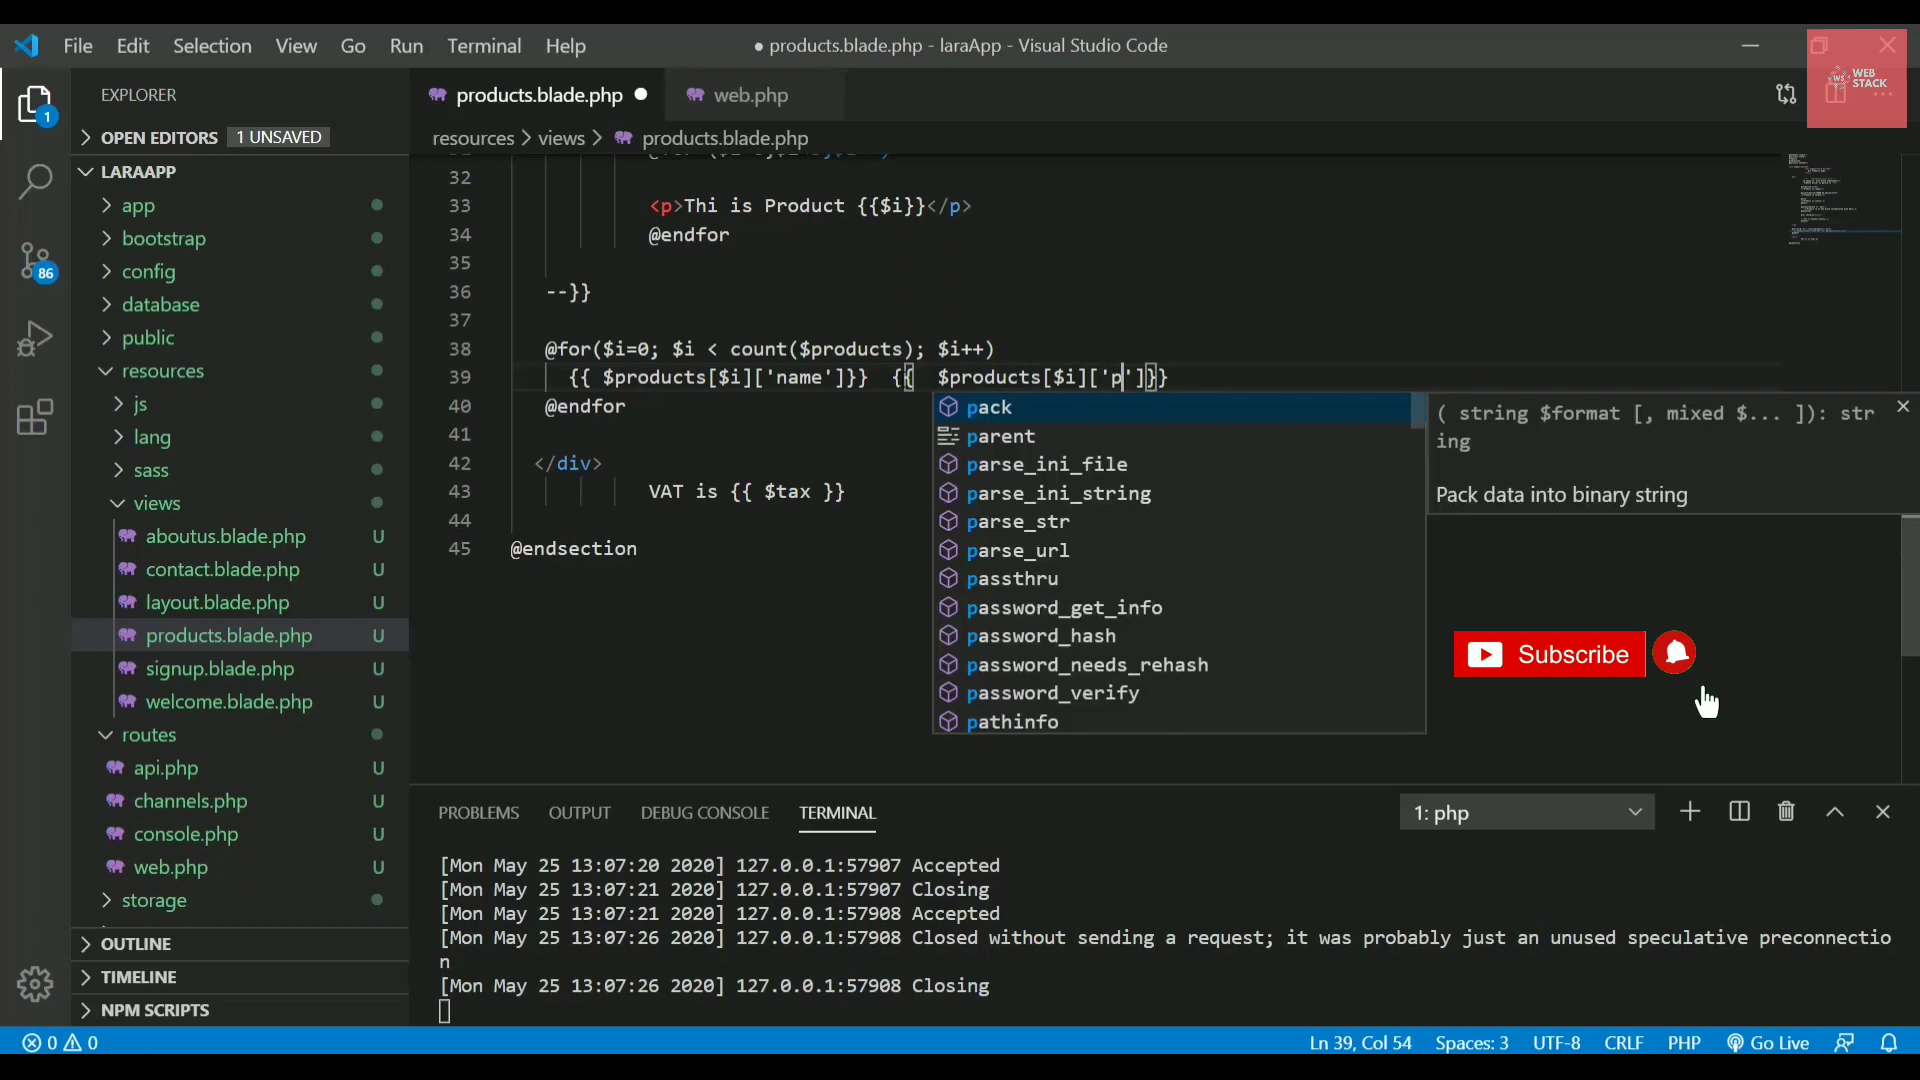 File Edit Selection View Go Run Terminal Help
● products.blade.php - laraApp - Visual Studio Code
WS WEB STACK
EXPLORER
1
products.blade.php ●
web.php
OPEN EDITORS 1 UNSAVED
resources > views > products.blade.php
LARAAPP
app
bootstrap
config
86
database
public
resources
js
lang
sass
views
aboutus.blade.php U
contact.blade.php U
layout.blade.php U
products.blade.php U
signup.blade.php U
welcome.blade.php U
routes
api.php U
channels.php U
console.php U
web.php U
storage
OUTLINE
TIMELINE
NPM SCRIPTS
32
33 <p>Thi is Product {{$i}}</p>
34 @endfor
35
36 --}}
37
38 @for($i=0; $i < count($products); $i++)
39 {{ $products[$i]['name']}} {{ $products[$i]['p']}}
40 @endfor
41
42 </div>
43 VAT is {{ $tax }}
44
45 @endsection
pack
parent
parse_ini_file
parse_ini_string
parse_str
parse_url
passthru
password_get_info
password_hash
password_needs_rehash
password_verify
pathinfo
( string $format [, mixed $... ]): str
ing
Pack data into binary string
Subscribe
PROBLEMS OUTPUT DEBUG CONSOLE TERMINAL
1: php
[Mon May 25 13:07:20 2020] 127.0.0.1:57907 Accepted
[Mon May 25 13:07:21 2020] 127.0.0.1:57907 Closing
[Mon May 25 13:07:21 2020] 127.0.0.1:57908 Accepted
[Mon May 25 13:07:26 2020] 127.0.0.1:57908 Closed without sending a request; it was probably just an unused speculative preconnectio
n
[Mon May 25 13:07:26 2020] 127.0.0.1:57908 Closing
0 0
Ln 39, Col 54 Spaces: 3 UTF-8 CRLF PHP Go Live